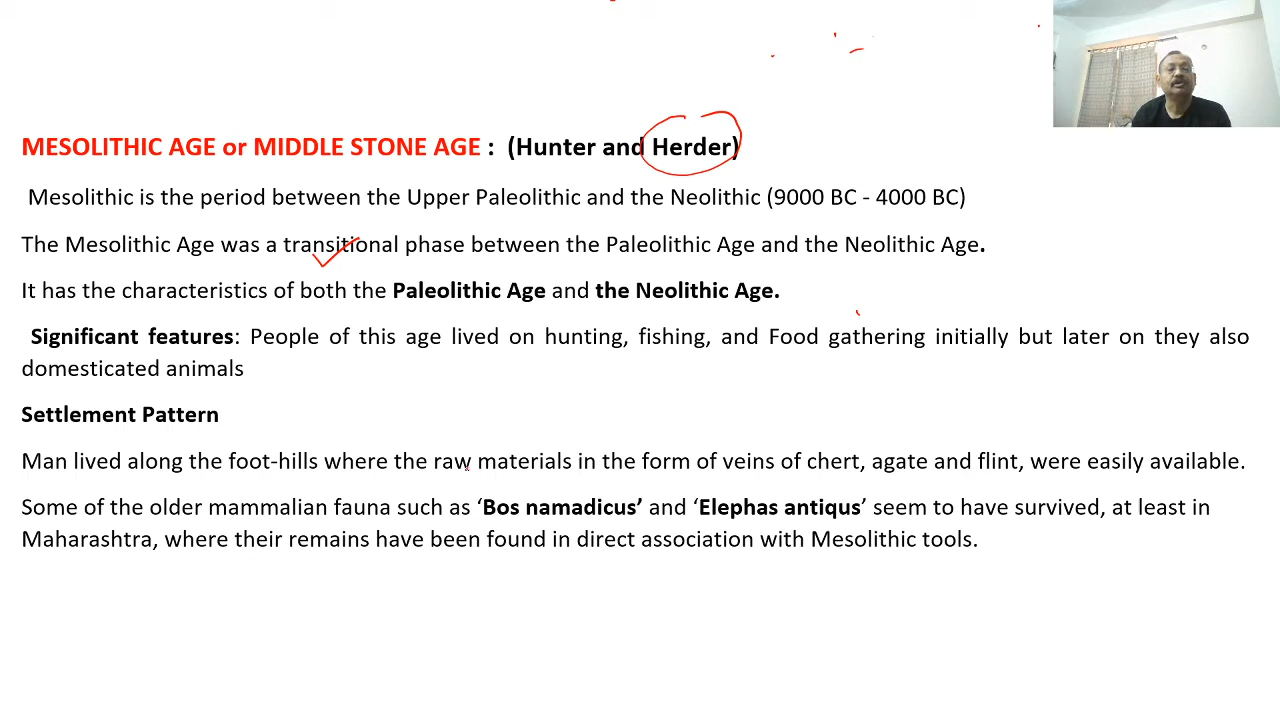 MESOLITHIC AGE or MIDDLE STONE AGE : (Hunter and Herder)
Mesolithic is the period between the Upper Paleolithic and the Neolithic (9000 BC - 4000 BC)
The Mesolithic Age was a transitional phase between the Paleolithic Age and the Neolithic Age.
It has the characteristics of both the Paleolithic Age and the Neolithic Age.
Significant features: People of this age lived on hunting, fishing, and Food gathering initially but later on they also
domesticated animals
Settlement Pattern
Man lived along the foot-hills where the raw materials in the form of veins of chert, agate and flint, were easily available.
Some of the older mammalian fauna such as ‘Bos namadicus’ and ‘Elephas antiqus’ seem to have survived, at least in
Maharashtra, where their remains have been found in direct association with Mesolithic tools.